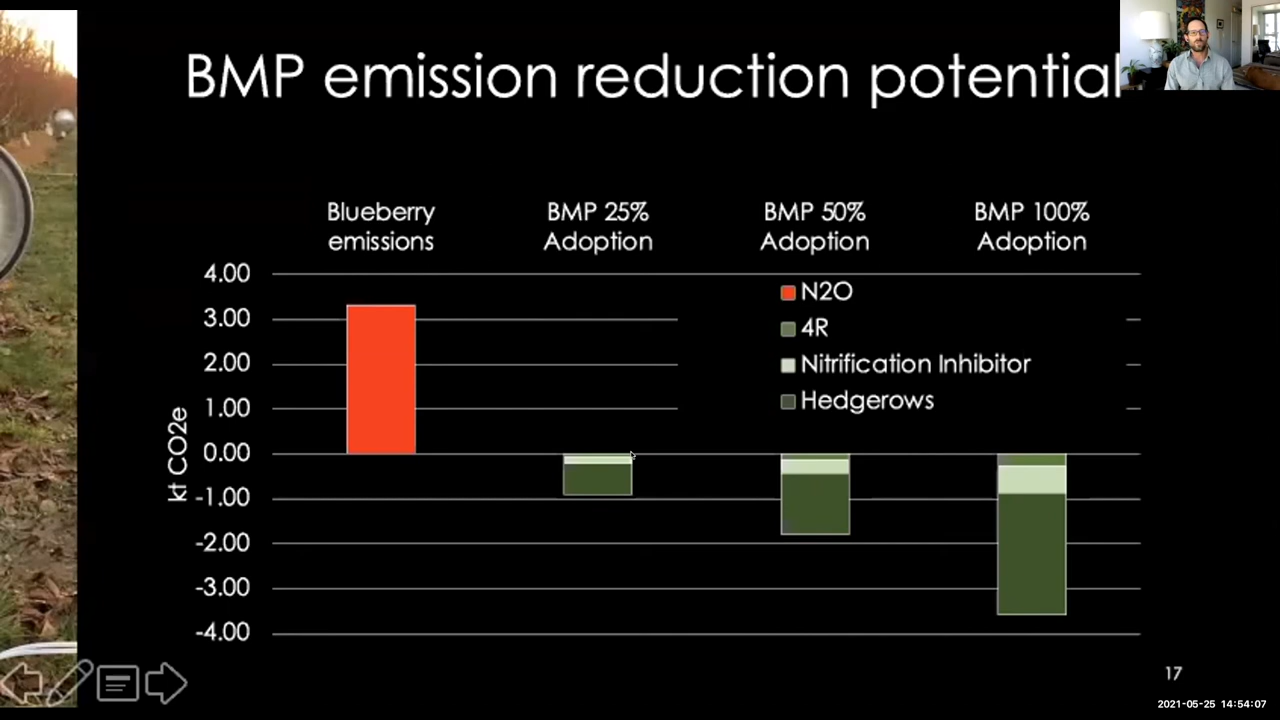 BMP emission reduction potential
Blueberry
emissions
BMP 25%
Adoption
BMP 50%
Adoption
BMP 100%
Adoption
4.00
3.00
2.00
1.00
0.00
-1.00
-2.00
-3.00
-4.00
kt CO2e
N2O
4R
Nitrification Inhibitor
Hedgerows
17
2021-05-25 14:54:07